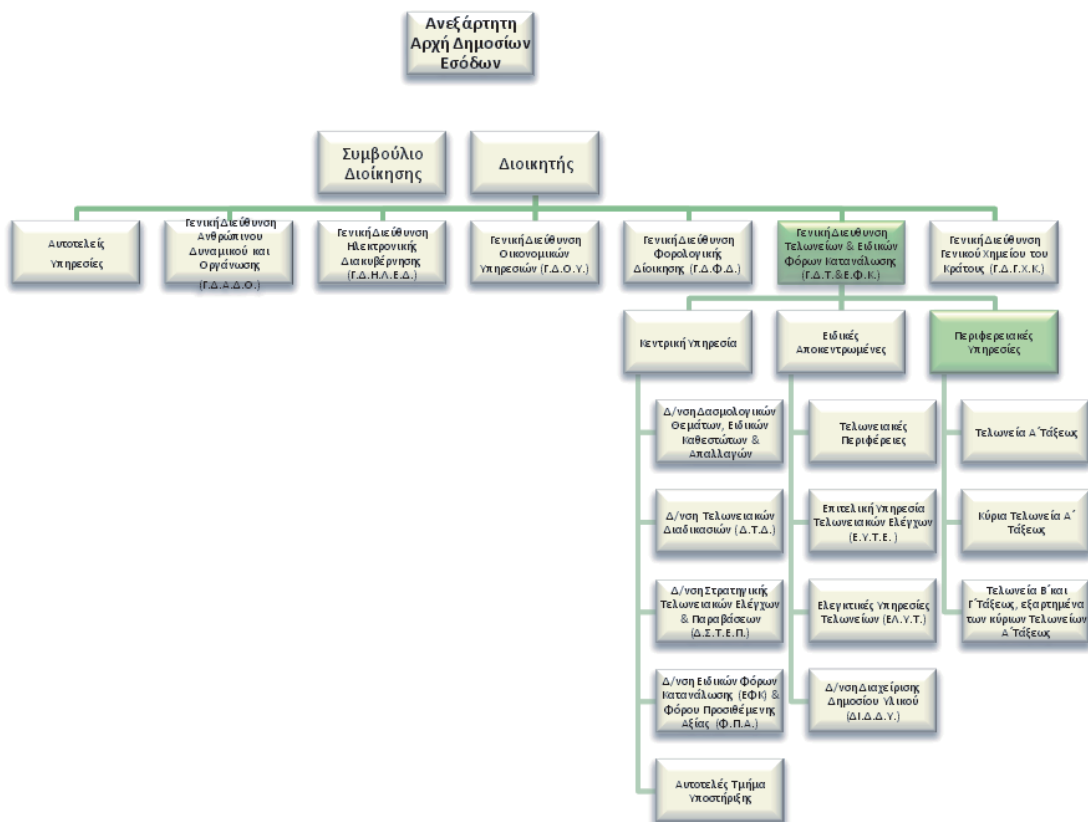 Ανεξάρτητη
Αρχή Δημοσίων
Εσόδων
Συμβούλιο
Διοίκησης
Διοικητής
Αυτοτελείς
Υπηρεσίες
Γενική Διεύθυνση
Ανθρώπινου
Δυναμικού και
Οργάνωσης
(Γ.Δ.Α.Δ.Ο.)
Γενική Διεύθυνση
Ηλεκτρονικής
Διακυβέρνησης
(Γ.Δ.Η.ΛΕ.Δ.)
Γενική Διεύθυνση
Οικονομικών
Υπηρεσιών (Γ.Δ.Ο.Υ.)
Γενική Διεύθυνση
Φορολογικής
Δίοικησης (Γ.Δ.Φ.Δ.)
Γενική Διευθυνση
Τελωνείων & Ειδικών
Φόρων Κατανάλωσης
(Γ.Δ.Τ.&Ε.Φ.Κ.)
Γενική Διεύθυνση
Γενικού Χημείου του
Κράτους (Γ.Δ.Γ.Χ.Κ.)
Κεντρική Υπηρεσία
Ειδικές
Αποκεντρωμένες
Περιφερειακές
Υπηρεσίες
Δ/νση Δασμολογικών
Θεμάτων, Ειδικών
Καθεστώτων &
Απαλλαγών
Τελωνειακές
Περιφέρειες
Τελωνεία Α΄Τάξεως
Δ/νση Τελωνειακών
Διαδικασιών (Δ.Τ.Δ.)
Επιτελική Υπηρεσία
Τελωνειακών Ελέγχων
(Ε.Υ.Τ.Ε. )
Κύρια Τελωνεία Α΄
Τάξεως
Δ/νση Στρατηγικής
Τελωνειακών Ελέγχων
& Παραβάσεων
(Δ.Σ.Τ.Ε.Π.)
Ελεγκτικές Υπηρεσίες
Τελωνείων (ΕΛ.Υ.Τ.)
Τελωνεία Β΄και
Γ΄Τάξεως, εξαρτημένα
των κύριων Τελωνείων
Α΄Τάξεως
Δ/νση Ειδικών Φόρων
Κατανάλωσης (ΕΦΚ) &
Φόρου Προσιθέμενης
Αξίας (Φ.Π.Α.)
Δ/νση Διαχείρισης
Δημοσίου Υλικού
(ΔΙ.Δ.Δ.Υ.)
Αυτοτελές Τμήμα
Υποστήριξης